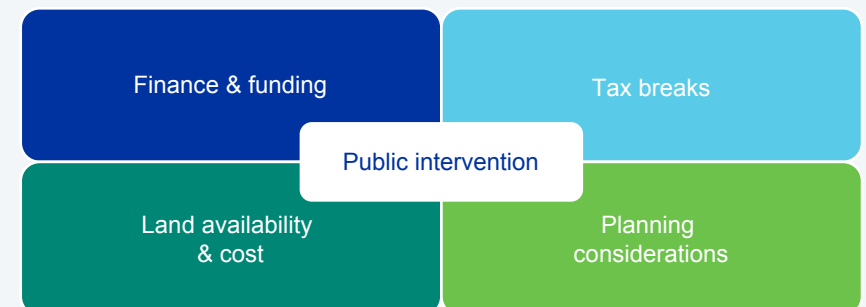 Finance & funding
Tax breaks
Public intervention
Land availability
& cost
Planning
considerations